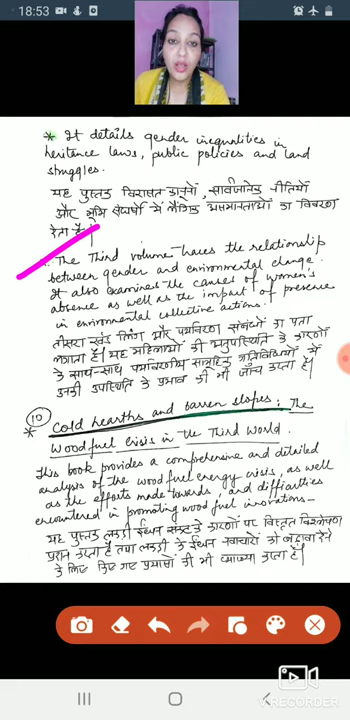 18:53
* It details gender inequalities in
heritance laws, public policies and land
struggles.
यह पुस्तक विरासत कानूनों, सार्वजनिक नीतियों
और भूमि संघर्षों में लैंगिक असमानताओं का विवरण
देता है।
The Third volume traces the relationship
between gender and environmental change.
It also examines the causes of women's
absence as well as the impact of presence
in environmental collective actions.
तीसरा खंड लिंग और पर्यावरण संबंधों का पता
लगाता है। यह महिलाओं की अनुपस्थिति के कारणों
के साथ-साथ पर्यावरणीय सामूहिक गतिविधियों में
उनकी उपस्थिति के प्रभाव की भी जाँच करता है।
10
* Cold hearths and barren slopes: The
Woodfuel Crisis in the Third World.
This book provides a comprehensive and detailed
analysis of the woodfuel energy crisis, as well
as the efforts made towards, and difficulties
encountered in promoting wood fuel inovations-
यह पुस्तक लकड़ी ईंधन संकट के कारणों पर विस्तृत विश्लेषण
प्रदान करता है तथा लकड़ी के ईंधन नवाचारों को बढ़ावा देने
के लिए किए गए प्रयासों की भी व्याख्या करता है।
V RECORDER